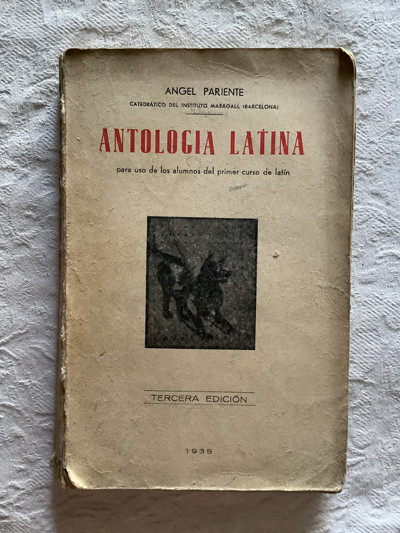 ANGEL PARIENTE
CATEDRÁTICO DEL INSTITUTO MARAGALL (BARCELONA)
ANTOLOGIA LATINA
para uso de los alumnos del primer curso de latín
TERCERA EDICIÓN
1935